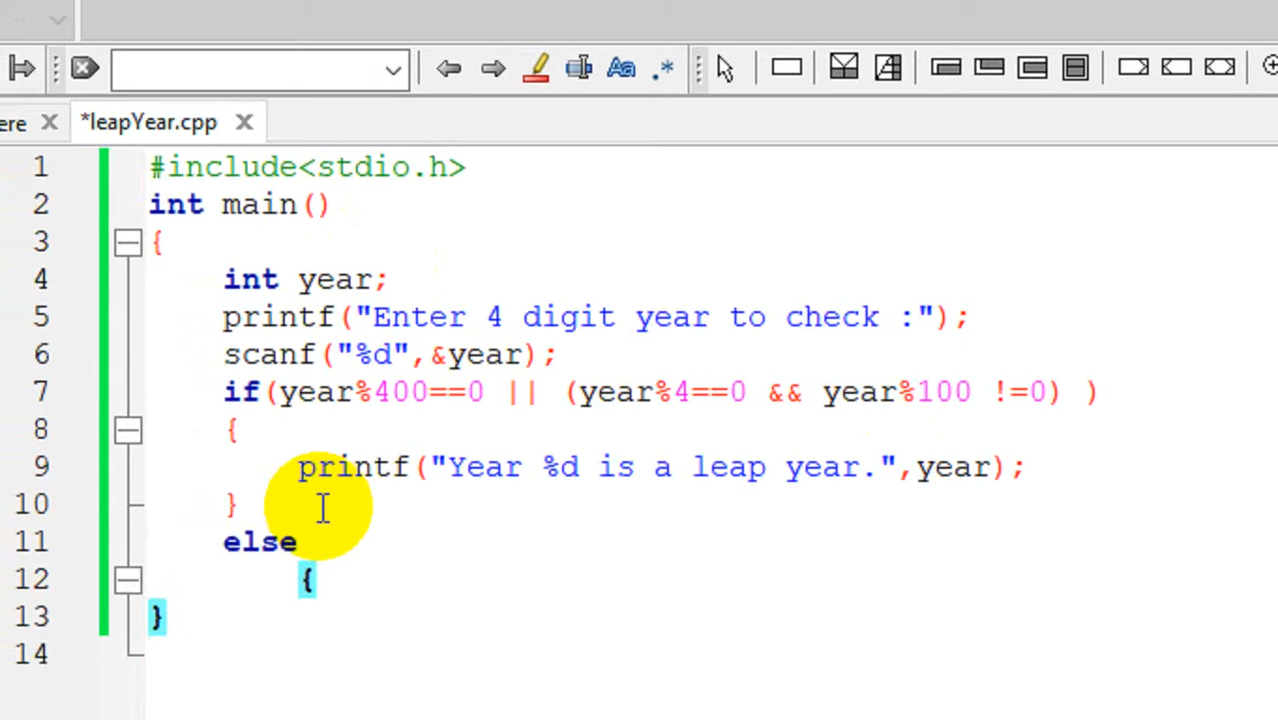 ere
*leapYear.cpp
1 #include<stdio.h>
2 int main()
3 {
4 int year;
5 printf("Enter 4 digit year to check :");
6 scanf("%d",&year);
7 if(year%400==0 || (year%4==0 && year%100 !=0) )
8 {
9 printf("Year %d is a leap year.",year);
10 }
11 else
12 {
13 }
14